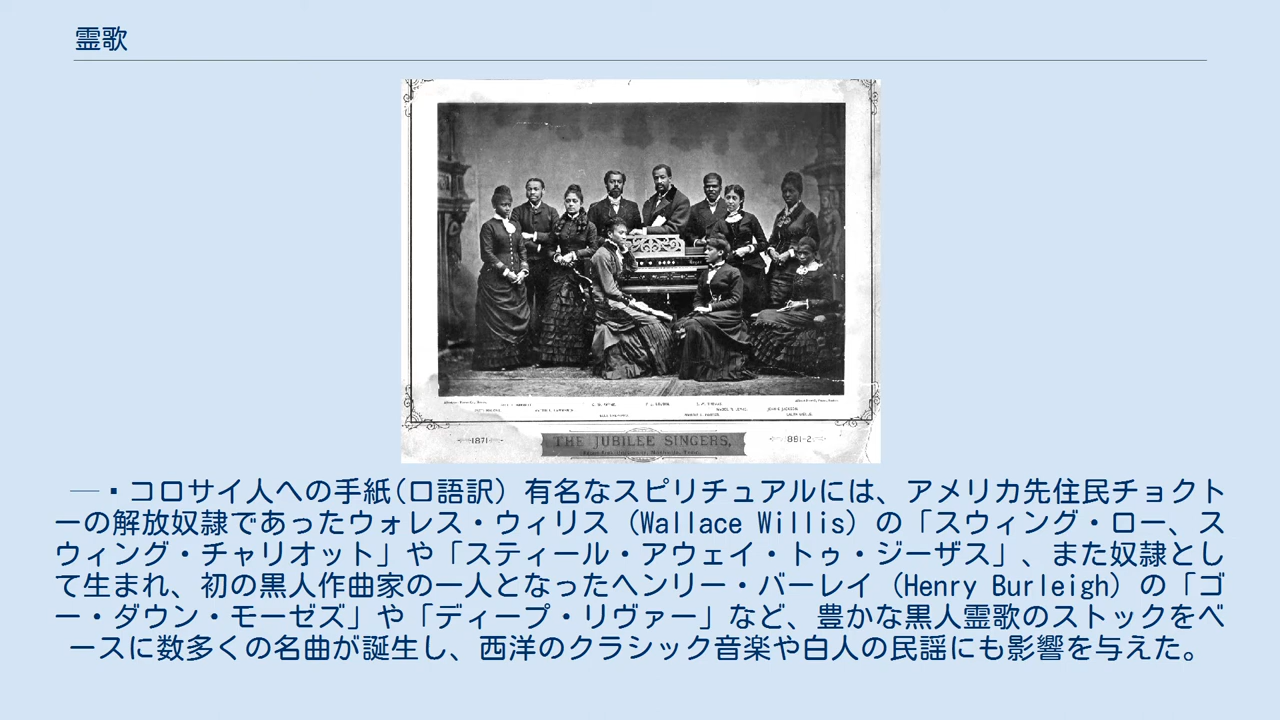 霊歌
1871
THE JUBILEE SINGERS,
881-2
―・コロサイ人への手紙(口語訳) 有名なスピリチュアルには、アメリカ先住民チョクト
ーの解放奴隷であったウォレス・ウィリス (Wallace Willis) の「スウィング・ロー、ス
ウィング・チャリオット」や「スティール・アウェイ・トゥ・ジーザス」、また奴隷とし
て生まれ、初の黒人作曲家の一人となったヘンリー・バーレイ (Henry Burleigh) の「ゴ
ー・ダウン・モーゼズ」や「ディープ・リヴァー」など、豊かな黒人霊歌のストックをベ
ースに数多くの名曲が誕生し、西洋のクラシック音楽や白人の民謡にも影響を与えた。